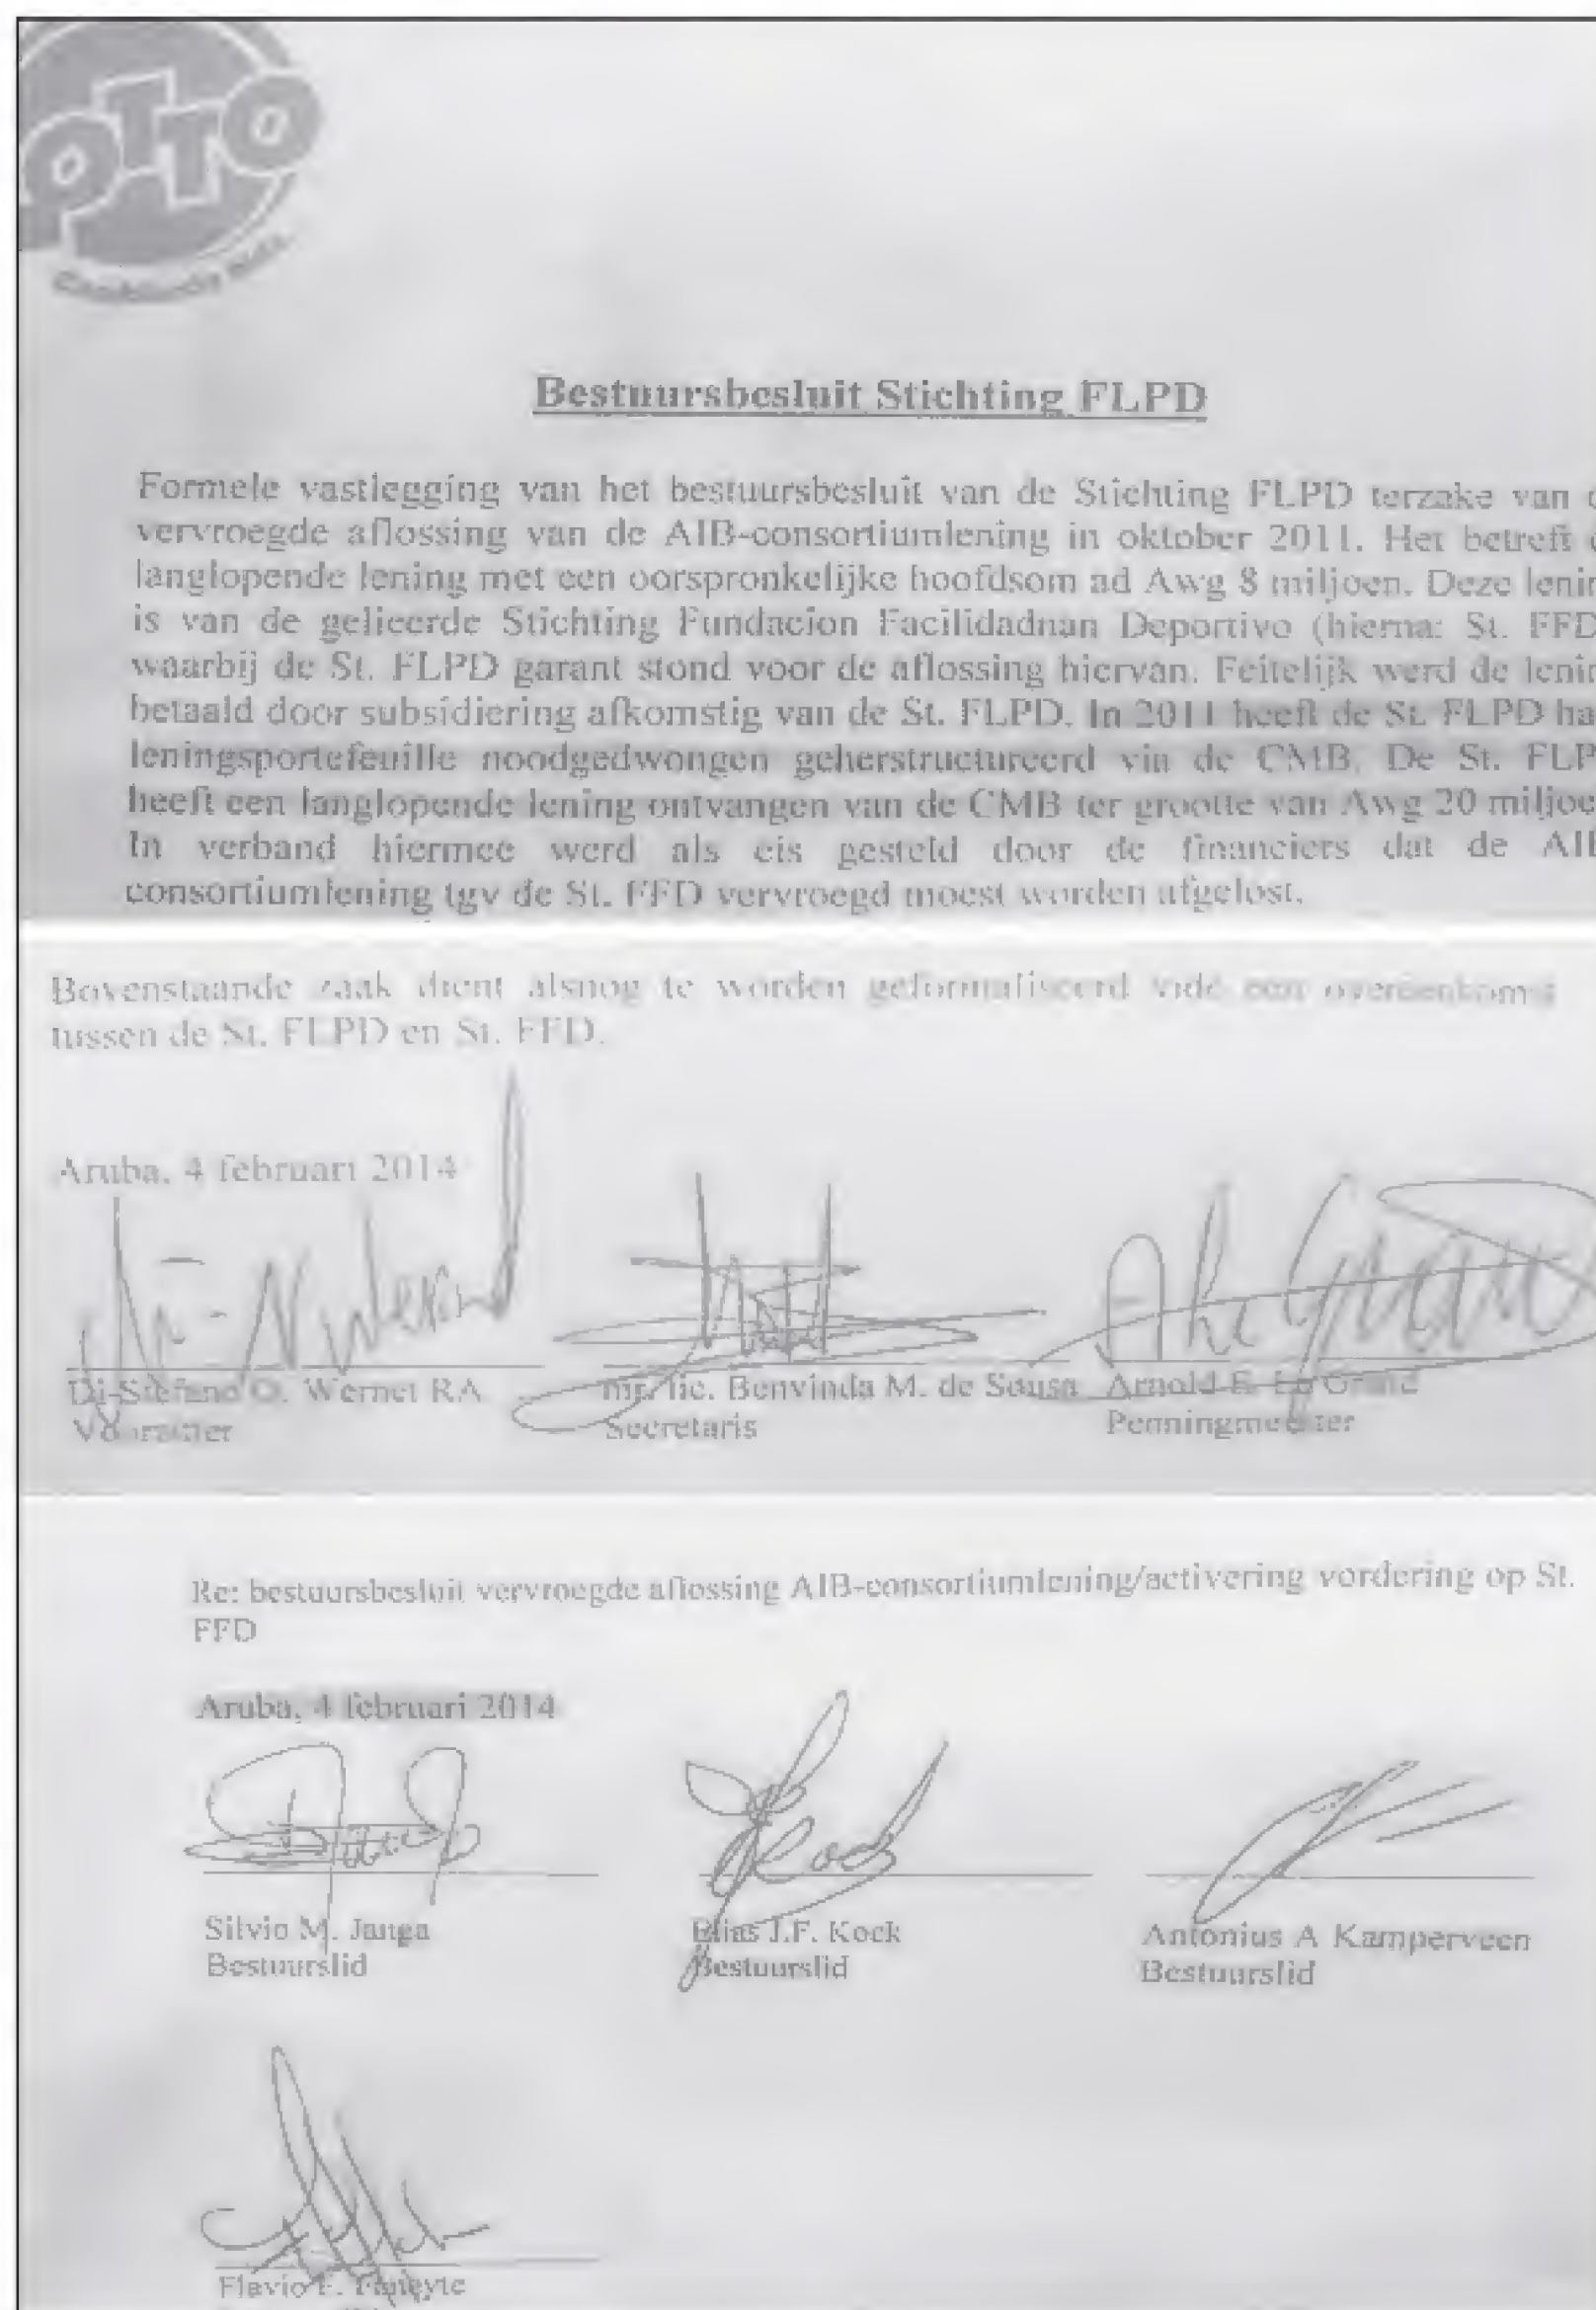 OTTO
Bestuursbesluit Stichting FLPD
Formele vastlegging van het bestuursbesluit van de Stichting FLPD terzake van d
vervroegde aflossing van de AIB-consortiumlening in oktober 2011. Het betreft
langlopende lening met een oorspronkelijke hoofdsom ad Awg 8 miljoen. Deze lenin
is van de gelieerde Stichting Fundacion Facilidadnan Deportivo (hierna: St. FFD
waarbij de St. FLPD garant stond voor de aflossing hiervan. Feitelijk werd de lenin
betaald door subsidiering afkomstig van de St. FLPD. In 2011 heeft de St. FLPD ha
leningsportefeuille noodgedwongen geherstructureerd via de CMB. De St. FLP
heeft een langlopende lening ontvangen van de CMB ter grootte van Awg 20 miljoe
In verband hiermee werd als eis gesteld door de financiers dat de AIB
consortiumlening tgv de St. FFD vervroegd moest worden afgelost.
Bovenstaande zaak dient alsnog te worden geformaliseerd vide een overeenkomst
tussen de St. FLPD en St. FFD.
Aruba, 4 februari 2014
Di-Stefano O. Wernet RA mr. lic. Benvinda M. de Sousa Arnold E. Le Grand
Voorzitter Secretaris Penningmeester
Re: bestuursbesluit vervroegde aflossing AIB-consortiumlening/activering vordering op St.
FFD
Aruba, 4 februari 2014
Silvio M. Janga Elias J.F. Kock Antonius A Kamperveen
Bestuurslid Bestuurslid Bestuurslid
Flavio